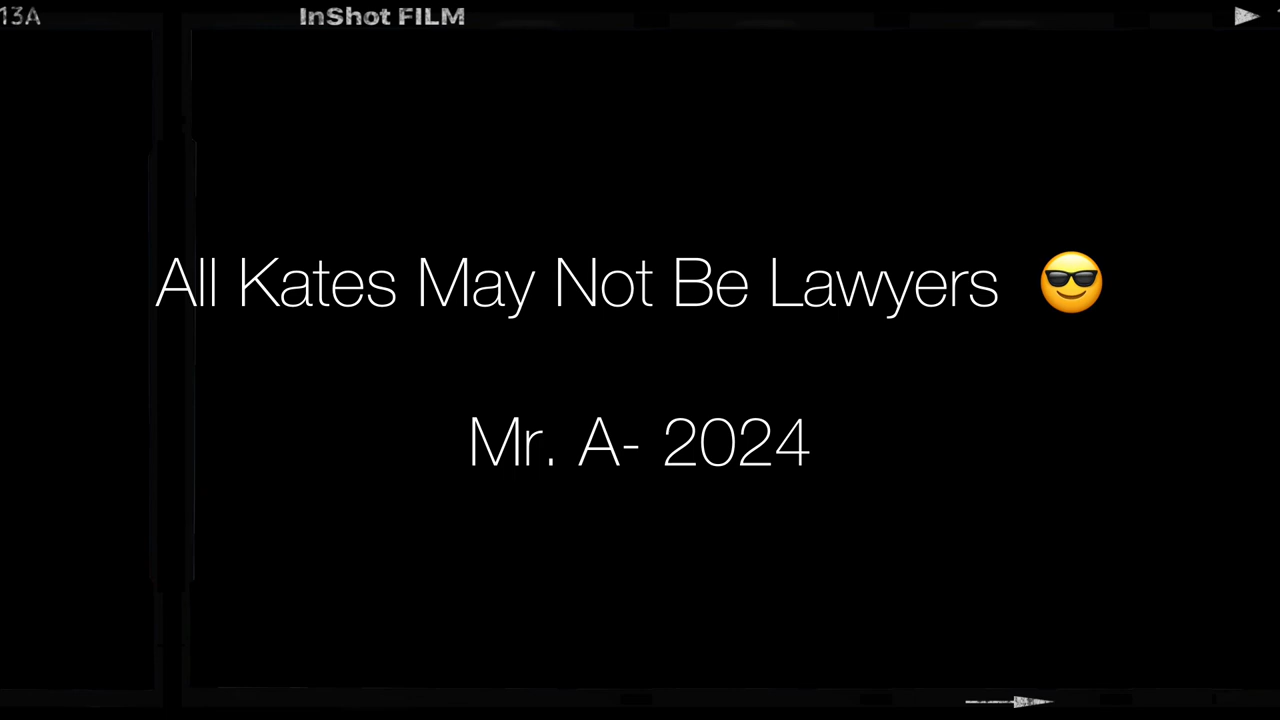 13A InShot FILM
All Kates May Not Be Lawyers 😎
Mr. A- 2024